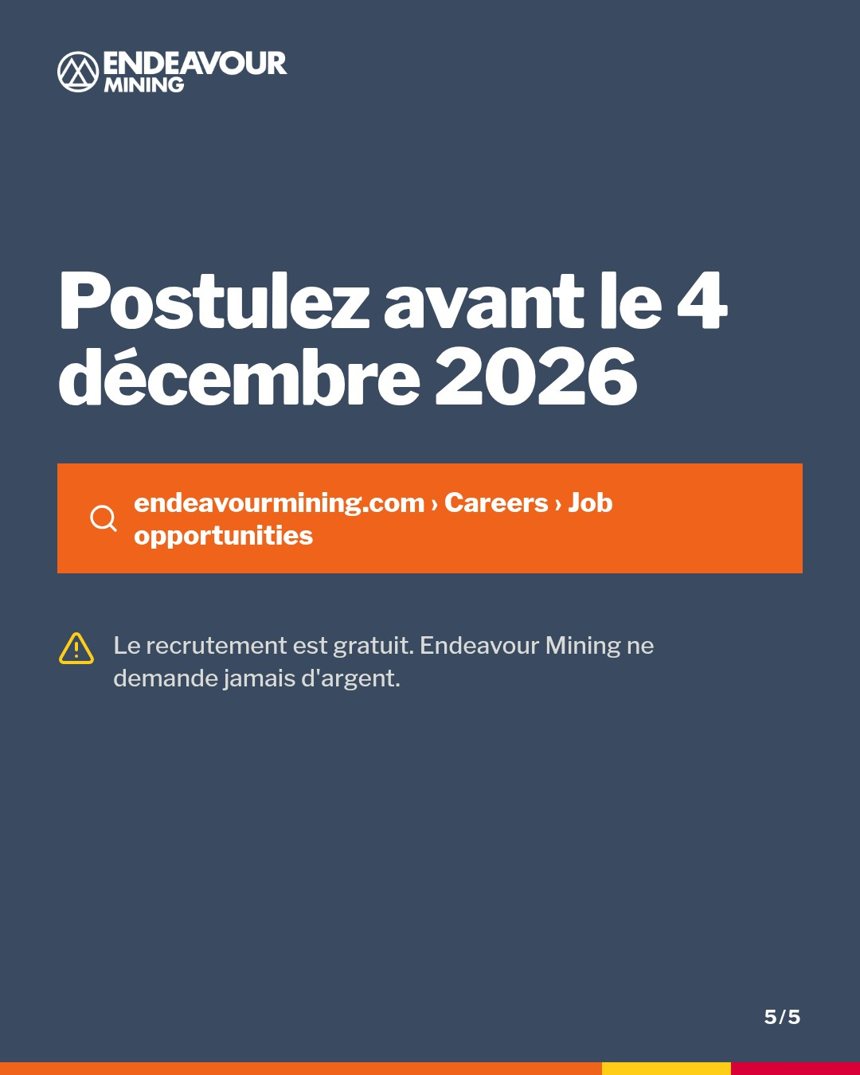 ENDEAVOUR
MINING
Postulez avant le 4
décembre 2026
endeavourmining.com › Careers › Job
opportunities
Le recrutement est gratuit. Endeavour Mining ne
demande jamais d'argent.
5/5